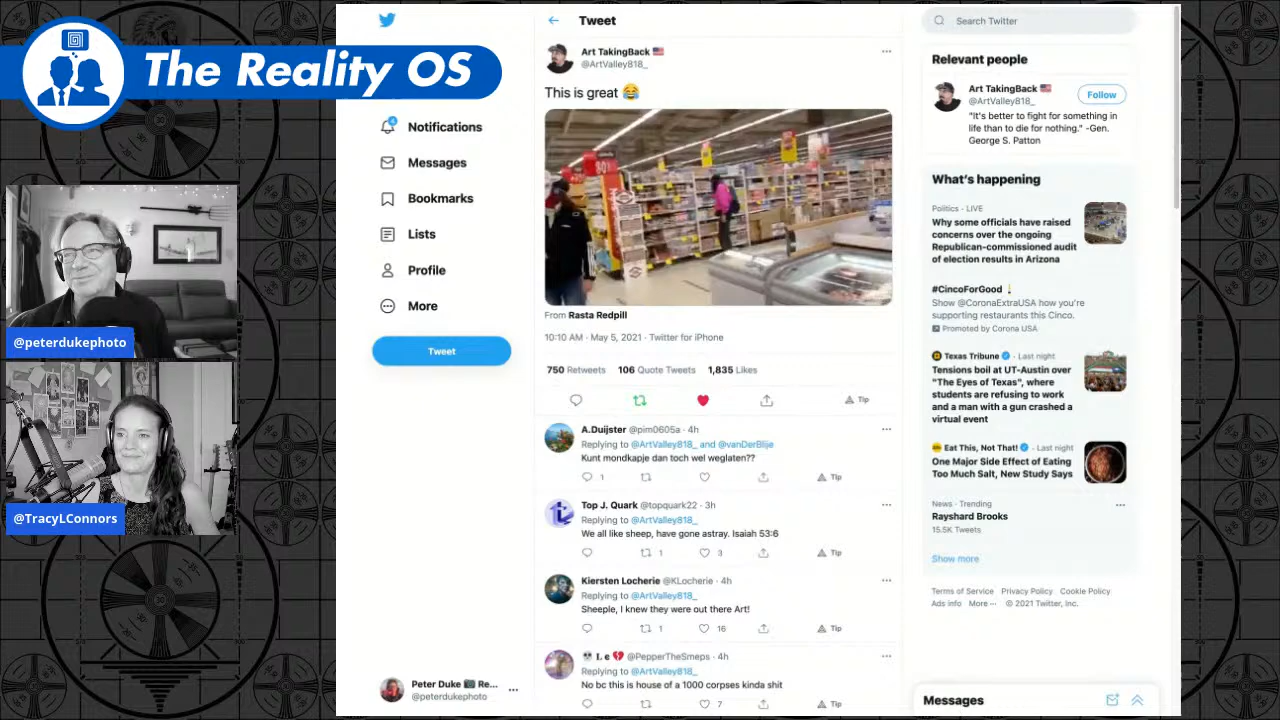 The Reality OS
@peterdukephoto
@TracyLConnors
Notifications
Messages
Bookmarks
Lists
Profile
More
Tweet
Peter Duke 📷 Re...
@peterdukephoto
Tweet
Art TakingBack 🇺🇸
@ArtValley818_
This is great 😂
From Rasta Redpill
10:10 AM · May 5, 2021 · Twitter for iPhone
750 Retweets 106 Quote Tweets 1,835 Likes
Tip
A.Duijster @pim0605a · 4h
Replying to @ArtValley818_ and @vanDerBlije
Kunt mondkapje dan toch wel weglaten??
1 Tip
Top J. Quark @topquark22 · 3h
Replying to @ArtValley818_
We all like sheep, have gone astray. Isaiah 53:6
1 3 Tip
Kiersten Locherie @KLocherie · 4h
Replying to @ArtValley818_
Sheeple, I knew they were out there Art!
1 16 Tip
💀 I. e 💔 @PepperTheSmeps · 4h
Replying to @ArtValley818_
No bc this is house of a 1000 corpses kinda shit
7 Tip
Search Twitter
Relevant people
Art TakingBack 🇺🇸
@ArtValley818_
Follow
"It's better to fight for something in
life than to die for nothing." -Gen.
George S. Patton
What's happening
Politics · LIVE
Why some officials have raised
concerns over the ongoing
Republican-commissioned audit
of election results in Arizona
#CincoForGood
Show @CoronaExtraUSA how you're
supporting restaurants this Cinco.
Promoted by Corona USA
Texas Tribune · Last night
Tensions boil at UT-Austin over
"The Eyes of Texas", where
students are refusing to work
and a man with a gun crashed a
virtual event
Eat This, Not That! · Last night
One Major Side Effect of Eating
Too Much Salt, New Study Says
News · Trending
Rayshard Brooks
15.5K Tweets
Show more
Terms of Service Privacy Policy Cookie Policy
Ads info More ··· © 2021 Twitter, Inc.
Messages